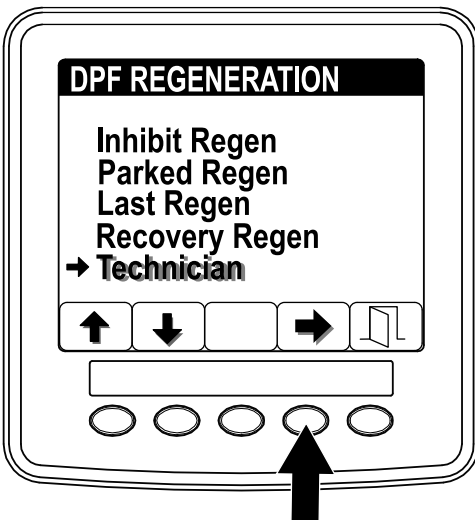 DPF REGENERATION
Inhibit Regen
Parked Regen
Last Regen
Recovery Regen
Technician